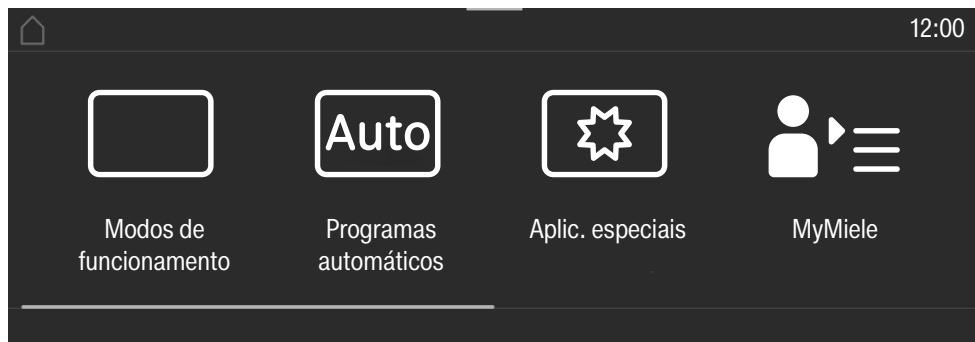 12:00
Auto
Modos de
funcionamento
Programas
automáticos
Aplic. especiais
MyMiele